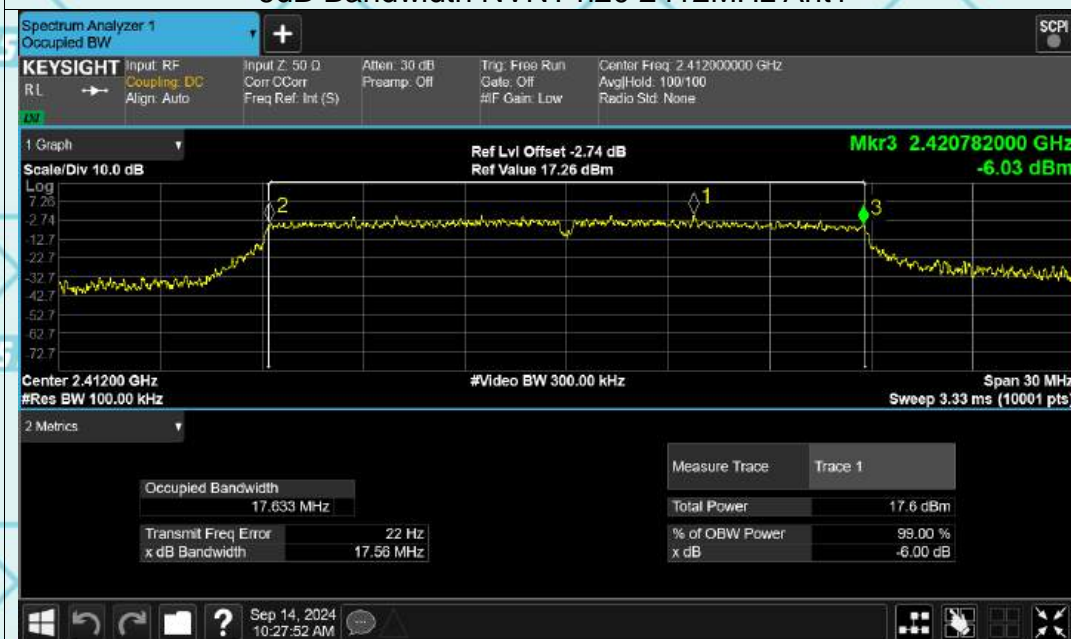 Spectrum Analyzer 1
Occupied BW
+
SCPI
KEYSIGHT Input: RF Input Z: 50 Ω Atten: 30 dB Trig: Free Run Center Freq: 2.412000000 GHz
RL Coupling: DC Corr CCorr Preamp: Off Gate: Off Avg|Hold: 100/100
Align: Auto Freq Ref: Int (S) #IF Gain: Low Radio Std: None
1 Graph
Ref Lvl Offset -2.74 dB
Mkr3 2.420782000 GHz
Scale/Div 10.0 dB
Ref Value 17.26 dBm
-6.03 dBm
Log
7.26
-2.74
-12.7
-22.7
-32.7
-42.7
-52.7
-62.7
-72.7
2
1
3
Center 2.41200 GHz
#Video BW 300.00 kHz
Span 30 MHz
#Res BW 100.00 kHz
Sweep 3.33 ms (10001 pts)
2 Metrics
Measure Trace Trace 1
Occupied Bandwidth
17.633 MHz
Total Power 17.6 dBm
Transmit Freq Error 22 Hz
% of OBW Power 99.00 %
x dB Bandwidth 17.56 MHz
x dB -6.00 dB
?
Sep 14, 2024
10:27:52 AM